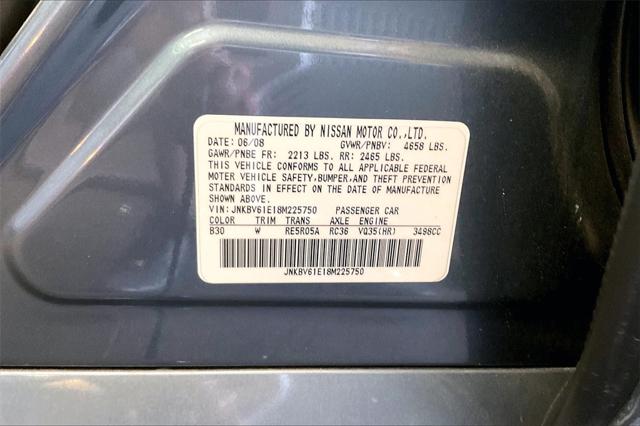 MANUFACTURED BY NISSAN MOTOR CO.,LTD.
DATE: 06/08 GVWR/PNBV: 4658 LBS.
GAWR/PNBE FR: 2213 LBS. RR: 2465 LBS.
THIS VEHICLE CONFORMS TO ALL APPLICABLE FEDERAL
MOTOR VEHICLE SAFETY,BUMPER,AND THEFT PREVENTION
STANDARDS IN EFFECT ON THE DATE OF MANUFACTURE
SHOWN ABOVE.
VIN: JNKBV61E18M225750 PASSENGER CAR
COLOR TRIM TRANS AXLE ENGINE
B30 W RE5R05A RC36 VQ35(HR) 3498CC
JNKBV61E18M225750